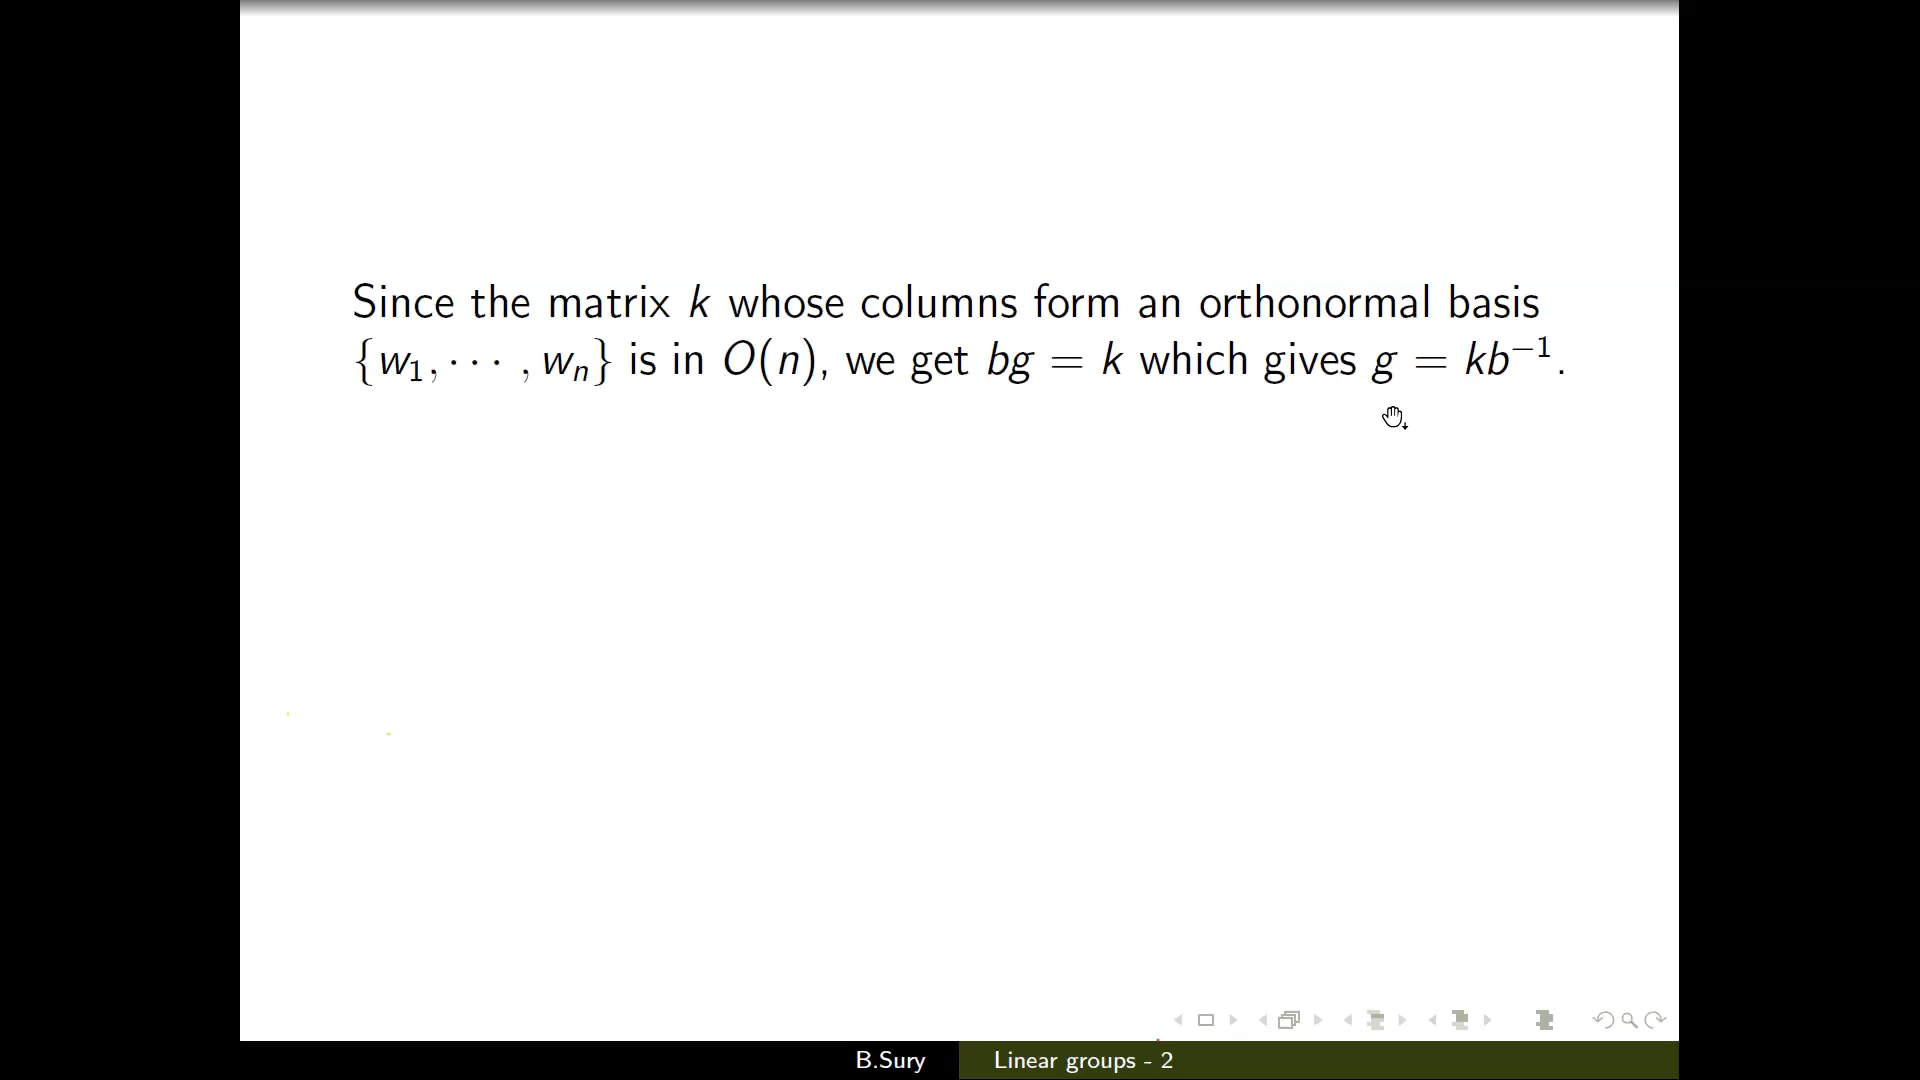 Since the matrix k whose columns form an orthonormal basis
{w₁, ⋯ , wₙ} is in O(n), we get bg = k which gives g = kb⁻¹.
B.Sury Linear groups - 2